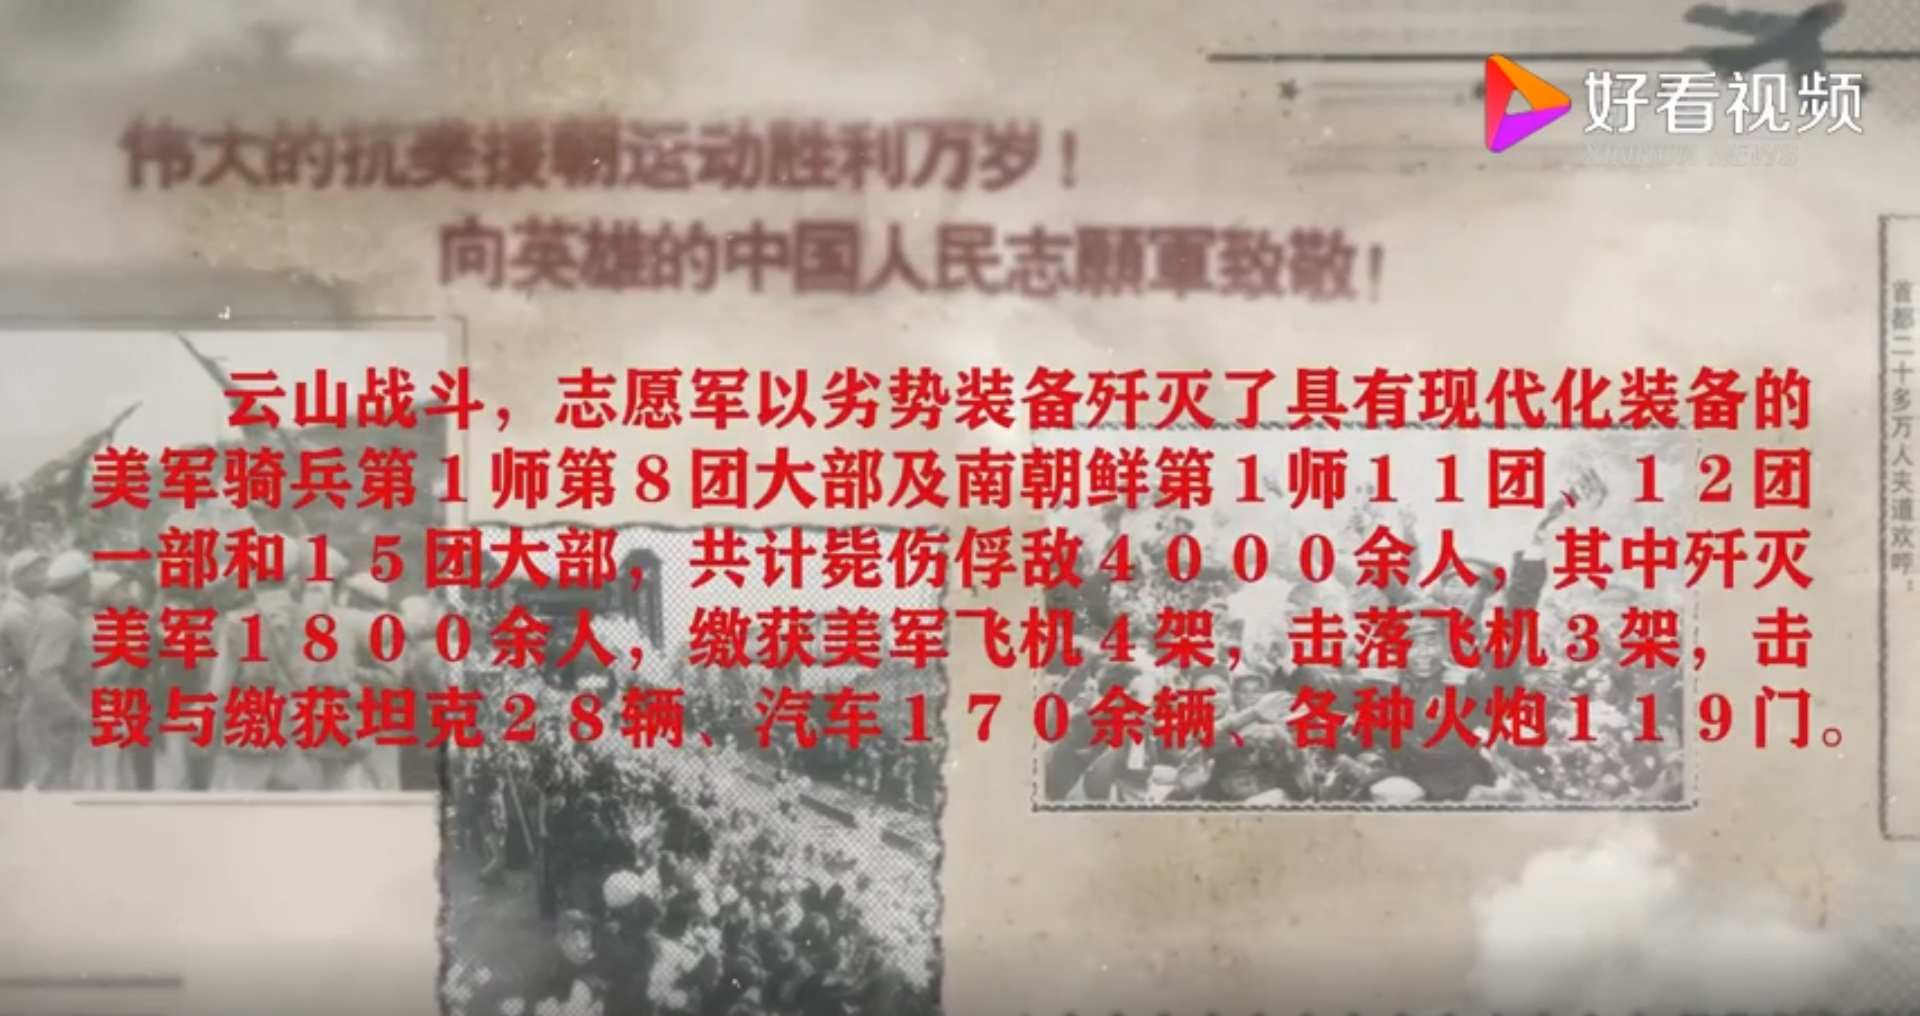 好看视频
XINHUA NEWS
伟大的抗美援朝运动胜利万岁！
向英雄的中国人民志願軍致敬！
云山战斗，志愿军以劣势装备歼灭了具有现代化装备的
美军骑兵第1师第8团大部及南朝鲜第1师11团、12团
一部和15团大部，共计毙伤俘敌4000余人，其中歼灭
美军1800余人，缴获美军飞机4架，击落飞机3架，击
毁与缴获坦克28辆、汽车170余辆、各种火炮119门。
首都二十多万人夹道欢呼：